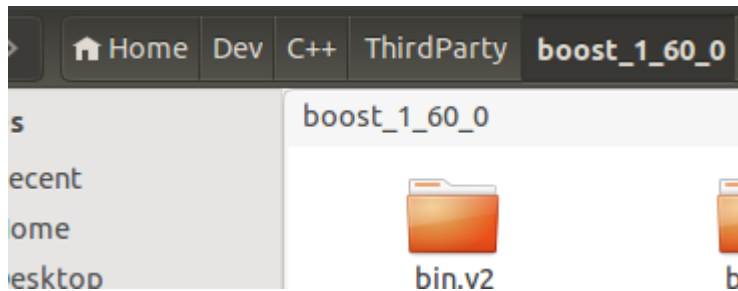 Home Dev C++ ThirdParty boost_1_60_0
s
boost_1_60_0
ecent
ome
esktop
bin.v2
b